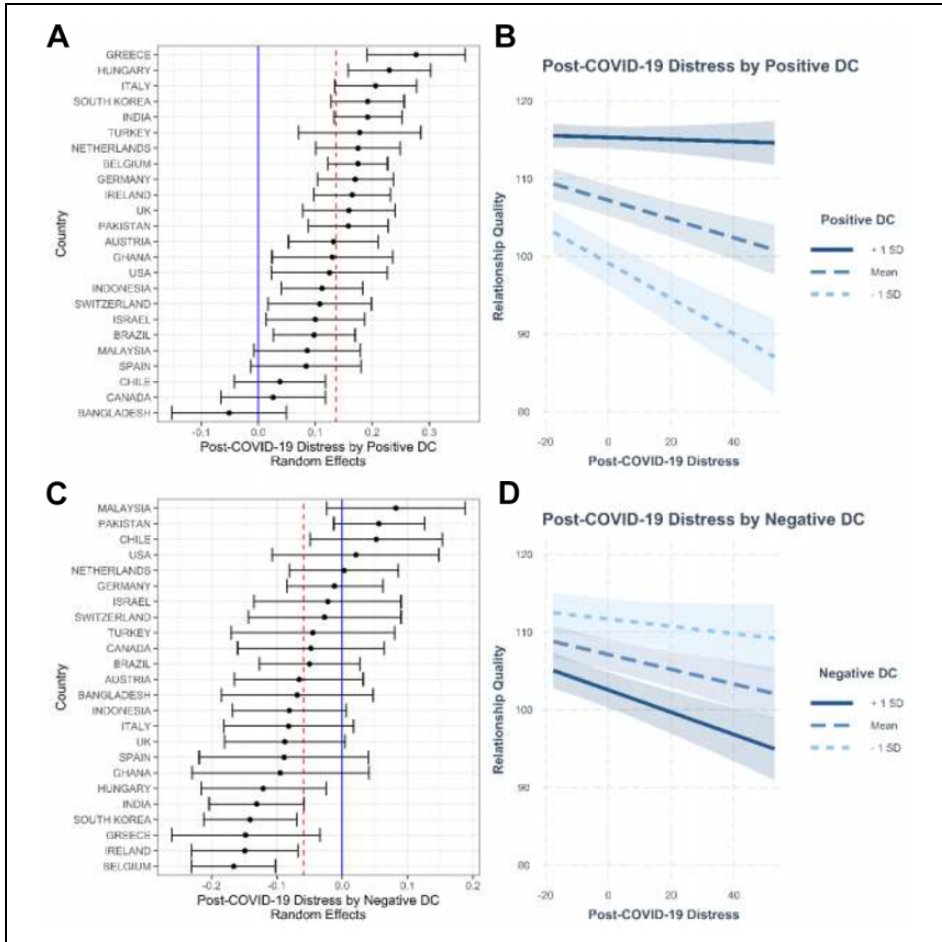 A
GREECE
HUNGARY
ITALY
SOUTH KOREA
INDIA
TURKEY
NETHERLANDS
BELGIUM
GERMANY
IRELAND
UK
PAKISTAN
AUSTRIA
GHANA
USA
INDONESIA
SWITZERLAND
ISRAEL
BRAZIL
MALAYSIA
SPAIN
CHILE
CANADA
BANGLADESH
Country
-0.1 0.0 0.1 0.2 0.3
Post-COVID-19 Distress by Positive DC
Random Effects
B
Post-COVID-19 Distress by Positive DC
120
110
100
90
80
Relationship Quality
-20 0 20 40
Post-COVID-19 Distress
Positive DC
+ 1 SD
Mean
- 1 SD
C
MALAYSIA
PAKISTAN
CHILE
USA
NETHERLANDS
GERMANY
ISRAEL
SWITZERLAND
TURKEY
CANADA
BRAZIL
AUSTRIA
BANGLADESH
INDONESIA
ITALY
UK
SPAIN
GHANA
HUNGARY
INDIA
SOUTH KOREA
GREECE
IRELAND
BELGIUM
Country
-0.2 -0.1 0.0 0.1 0.2
Post-COVID-19 Distress by Negative DC
Random Effects
D
Post-COVID-19 Distress by Negative DC
120
110
100
90
80
Relationship Quality
-20 0 20 40
Post-COVID-19 Distress
Negative DC
+ 1 SD
Mean
- 1 SD